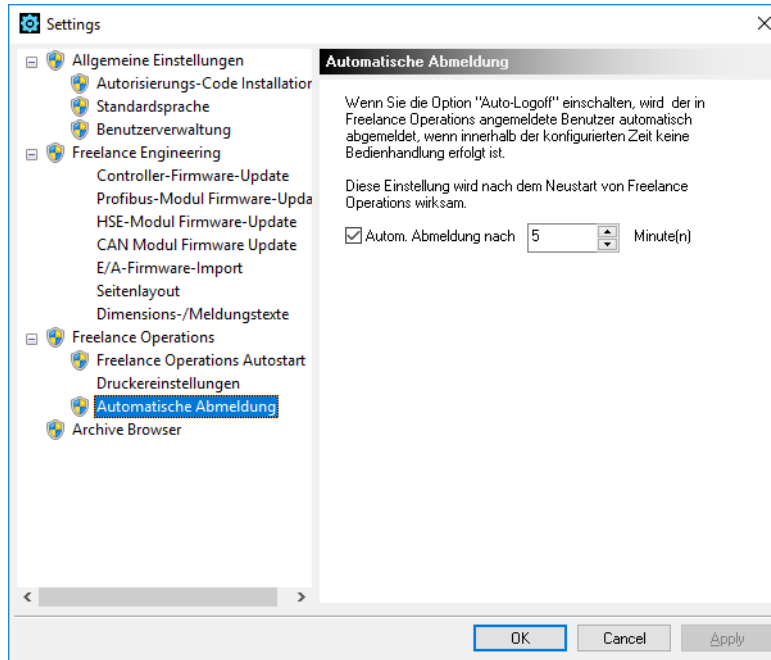 Settings
Allgemeine Einstellungen
Autorisierungs-Code Installation
Standardsprache
Benutzerverwaltung
Freelance Engineering
Controller-Firmware-Update
Profibus-Modul Firmware-Upda
HSE-Modul Firmware-Update
CAN Modul Firmware Update
E/A-Firmware-Import
Seitenlayout
Dimensions-/Meldungstexte
Freelance Operations
Freelance Operations Autostart
Druckereinstellungen
Automatische Abmeldung
Archive Browser
Automatische Abmeldung
Wenn Sie die Option "Auto-Logoff" einschalten, wird der in
Freelance Operations angemeldete Benutzer automatisch
abgemeldet, wenn innerhalb der konfigurierten Zeit keine
Bedienhandlung erfolgt ist.
Diese Einstellung wird nach dem Neustart von Freelance
Operations wirksam.
Autom. Abmeldung nach 5 Minute(n)
OK Cancel Apply